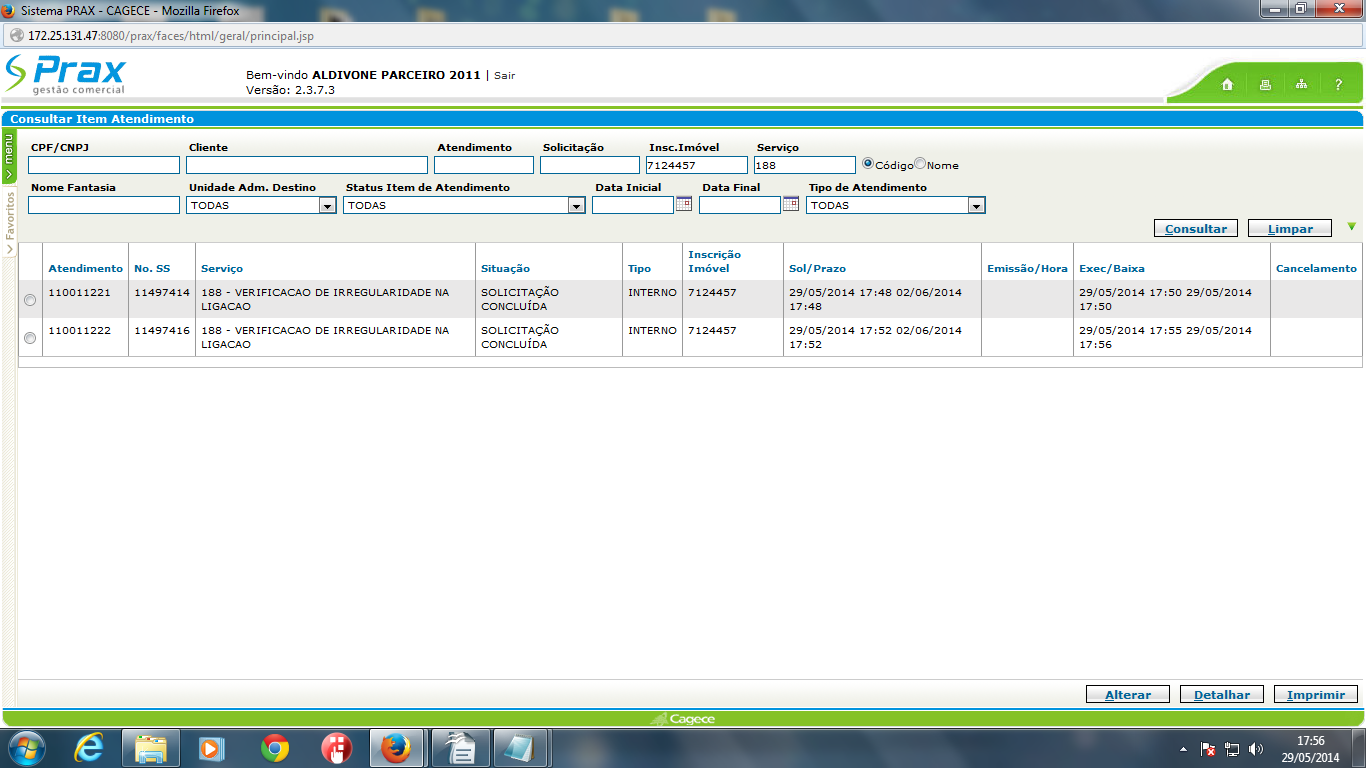 Sistema PRAX - CAGECE - Mozilla Firefox
172.25.131.47:8080/prax/faces/html/geral/principal.jsp
Prax
gestão comercial
Bem-vindo ALDIVONE PARCEIRO 2011 | Sair
Versão: 2.3.7.3
?
Consultar Item Atendimento
menu
Favoritos
CPF/CNPJ Cliente Atendimento Solicitação Insc.Imóvel Serviço
7124457 188 Código Nome
Nome Fantasia Unidade Adm. Destino Status Item de Atendimento Data Inicial Data Final Tipo de Atendimento
TODAS TODAS TODAS
Consultar Limpar
Atendimento No. SS Serviço Situação Tipo Inscrição Imóvel Sol/Prazo Emissão/Hora Exec/Baixa Cancelamento
110011221 11497414 188 - VERIFICACAO DE IRREGULARIDADE NA SOLICITAÇÃO INTERNO 7124457 29/05/2014 17:48 02/06/2014 29/05/2014 17:50 29/05/2014
LIGACAO CONCLUÍDA 17:48 17:50
110011222 11497416 188 - VERIFICACAO DE IRREGULARIDADE NA SOLICITAÇÃO INTERNO 7124457 29/05/2014 17:52 02/06/2014 29/05/2014 17:55 29/05/2014
LIGACAO CONCLUÍDA 17:52 17:56
Alterar Detalhar Imprimir
Cagece
17:56
29/05/2014